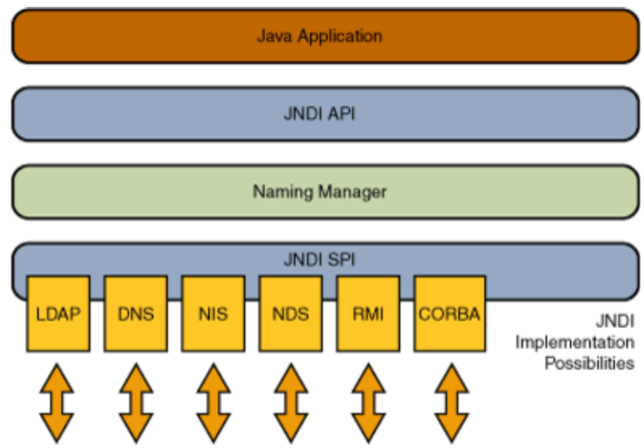 Java Application
JNDI API
Naming Manager
JNDI SPI
LDAP DNS NIS NDS RMI CORBA
JNDI
Implementation
Possibilities